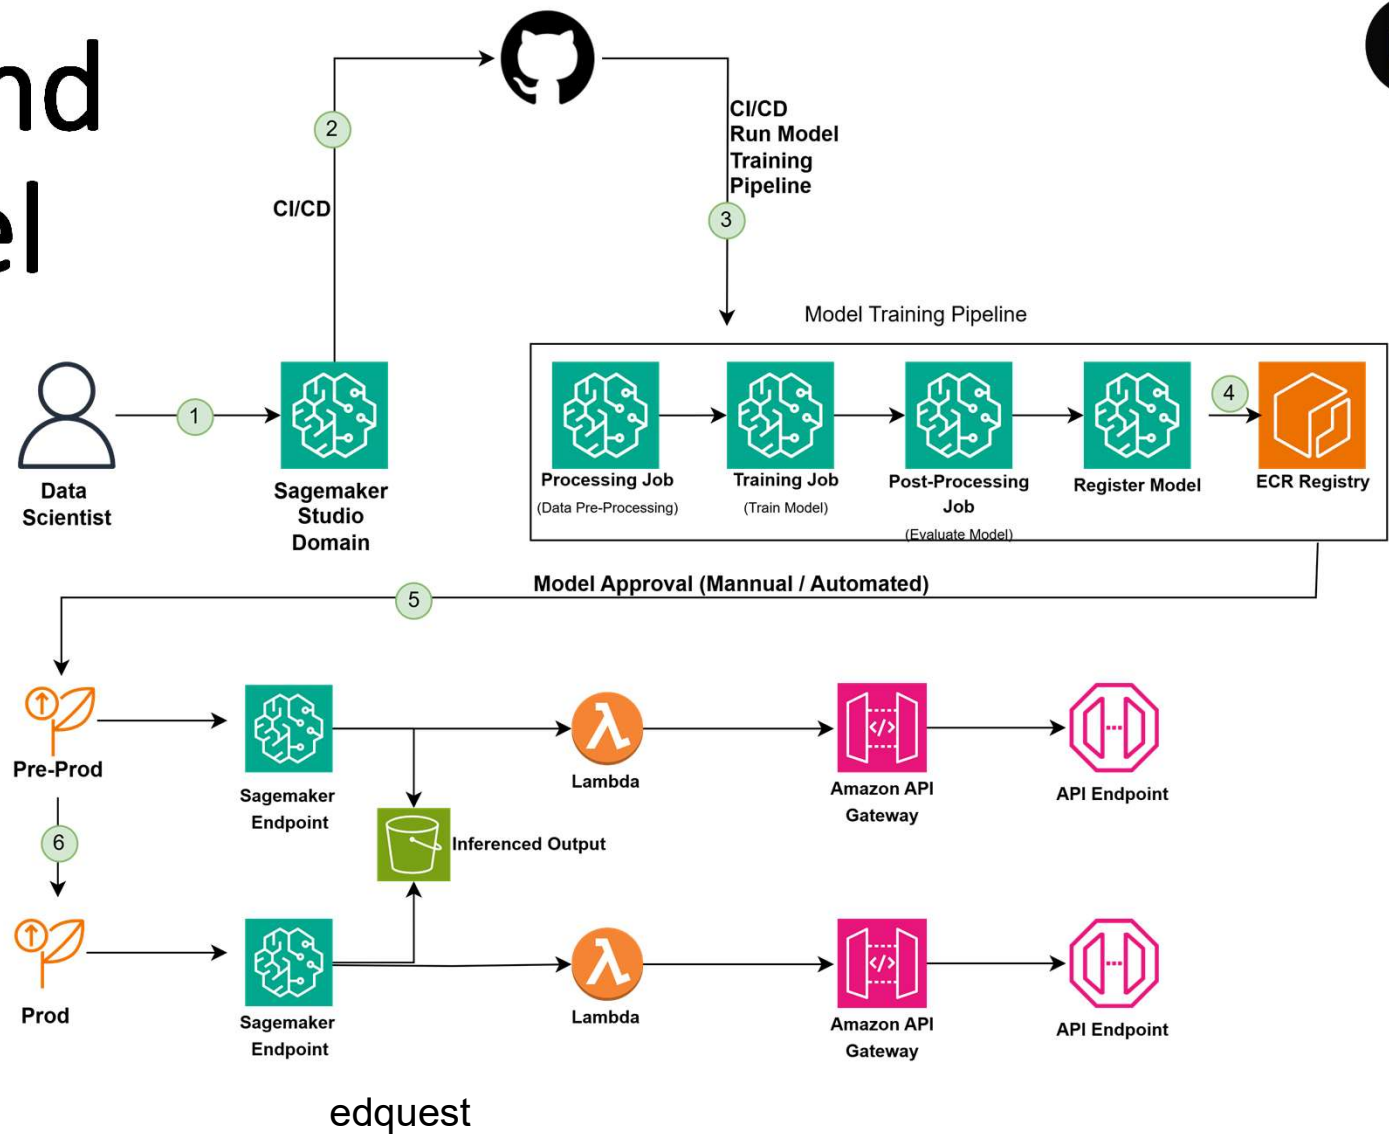 nd
el
2
CI/CD
CI/CD
Run Model
Training
Pipeline
3
Model Training Pipeline
1
4
Data
Scientist
Sagemaker
Studio
Domain
Processing Job
(Data Pre-Processing)
Training Job
(Train Model)
Post-Processing
Job
(Evaluate Model)
Register Model
ECR Registry
Model Approval (Mannual / Automated)
5
Pre-Prod
Sagemaker
Endpoint
Lambda
Amazon API
Gateway
API Endpoint
6
Inferenced Output
Prod
Sagemaker
Endpoint
Lambda
Amazon API
Gateway
API Endpoint
edquest